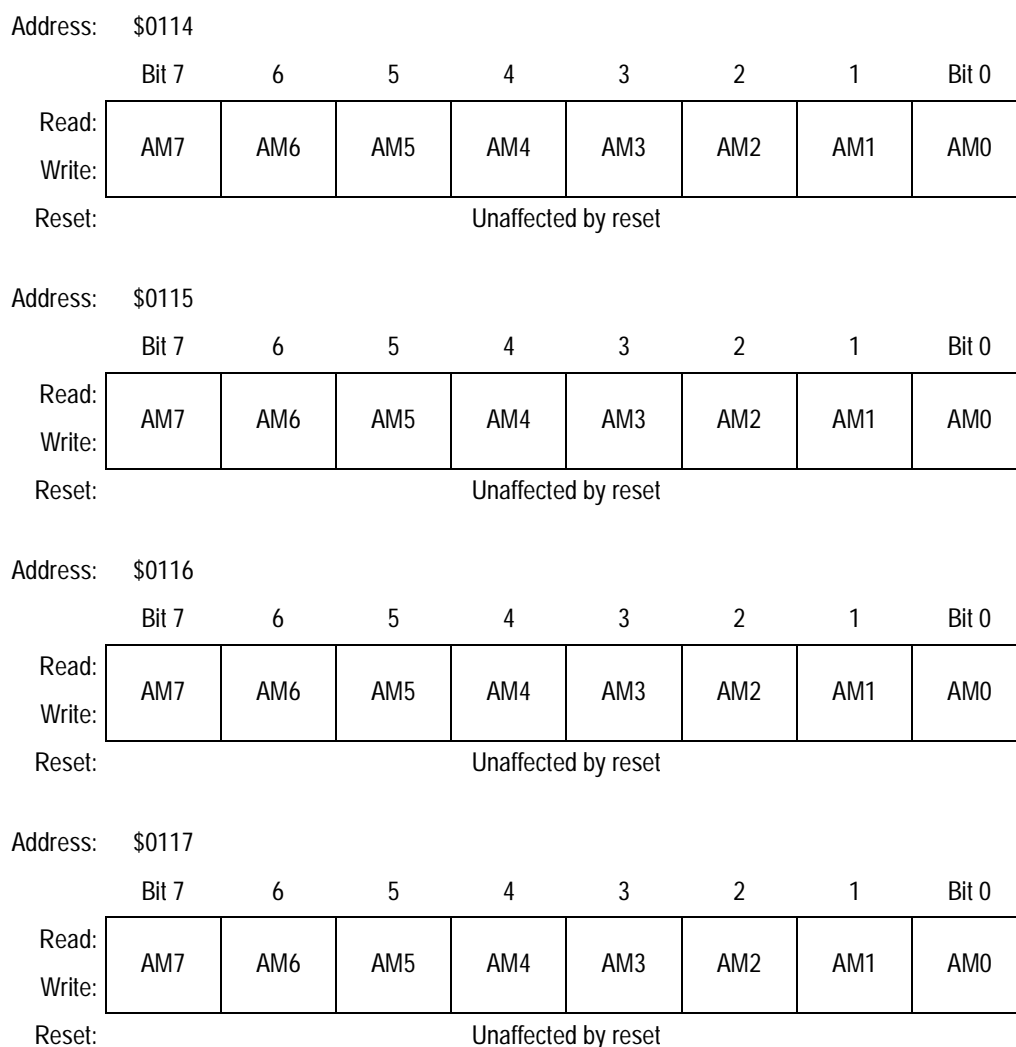 Address: $0114
Bit 7 6 5 4 3 2 1 Bit 0
Read:
AM7 AM6 AM5 AM4 AM3 AM2 AM1 AM0
Write:
Reset: Unaffected by reset
Address: $0115
Bit 7 6 5 4 3 2 1 Bit 0
Read:
AM7 AM6 AM5 AM4 AM3 AM2 AM1 AM0
Write:
Reset: Unaffected by reset
Address: $0116
Bit 7 6 5 4 3 2 1 Bit 0
Read:
AM7 AM6 AM5 AM4 AM3 AM2 AM1 AM0
Write:
Reset: Unaffected by reset
Address: $0117
Bit 7 6 5 4 3 2 1 Bit 0
Read:
AM7 AM6 AM5 AM4 AM3 AM2 AM1 AM0
Write:
Reset: Unaffected by reset